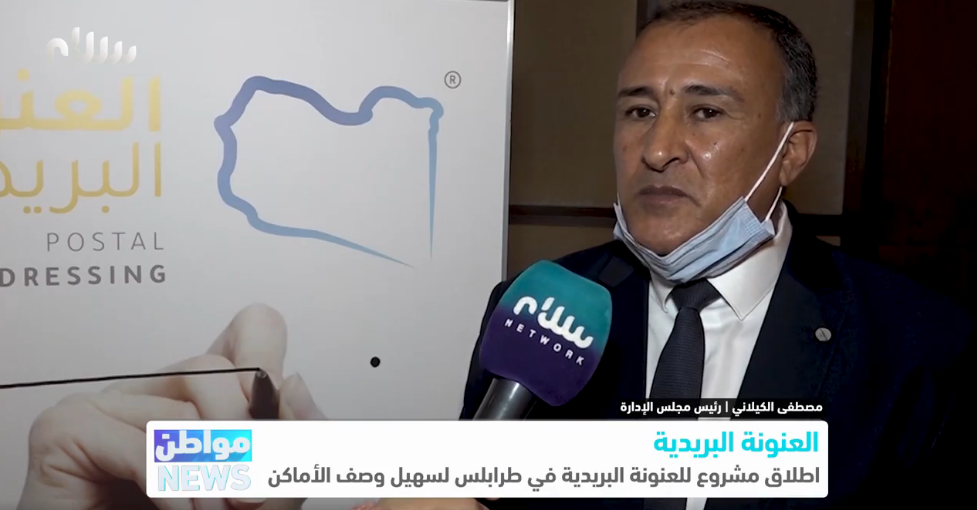 سلام
العنو
البريد
®
POSTAL
DRESSING
سلام
NETWORK
مصطفى الكيلاني | رئيس مجلس الإدارة
العنونة البريدية
اطلاق مشروع للعنونة البريدية في طرابلس لسهيل وصف الأماكن
مواطن
NEWS